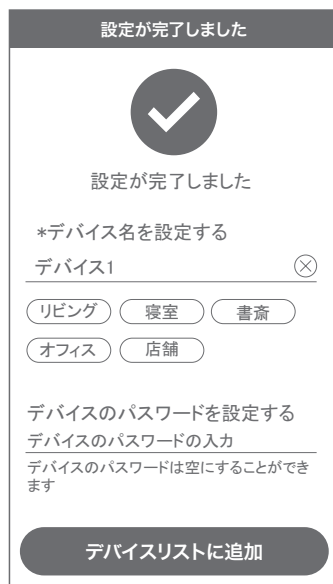 設定が完了しました
設定が完了しました
*デバイス名を設定する
デバイス1
リビング 寝室 書斎
オフィス 店舗
デバイスのパスワードを設定する
デバイスのパスワードの入力
デバイスのパスワードは空にすることができ
ます
デバイスリストに追加